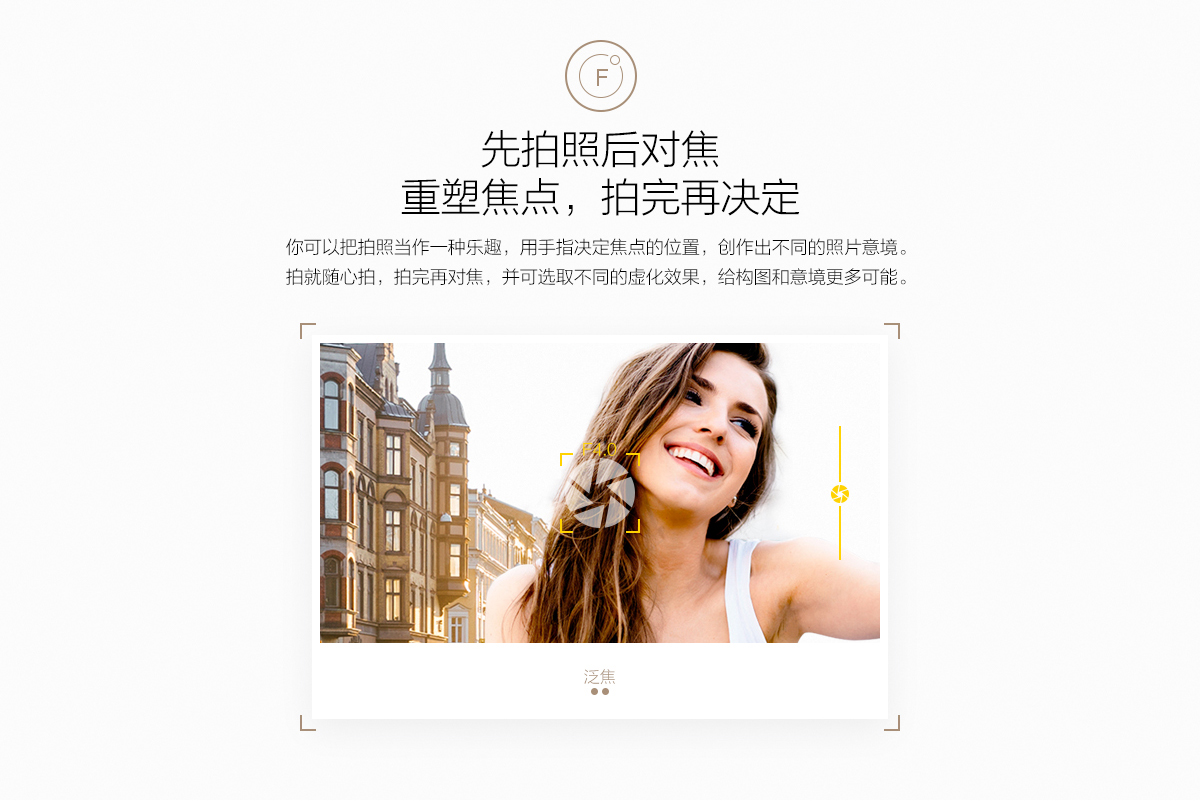 F
先拍照后对焦
重塑焦点，拍完再决定
你可以把拍照当作一种乐趣，用手指决定焦点的位置，创作出不同的照片意境。
拍就随心拍，拍完再对焦，并可选取不同的虚化效果，给构图和意境更多可能。
F4.0
泛焦